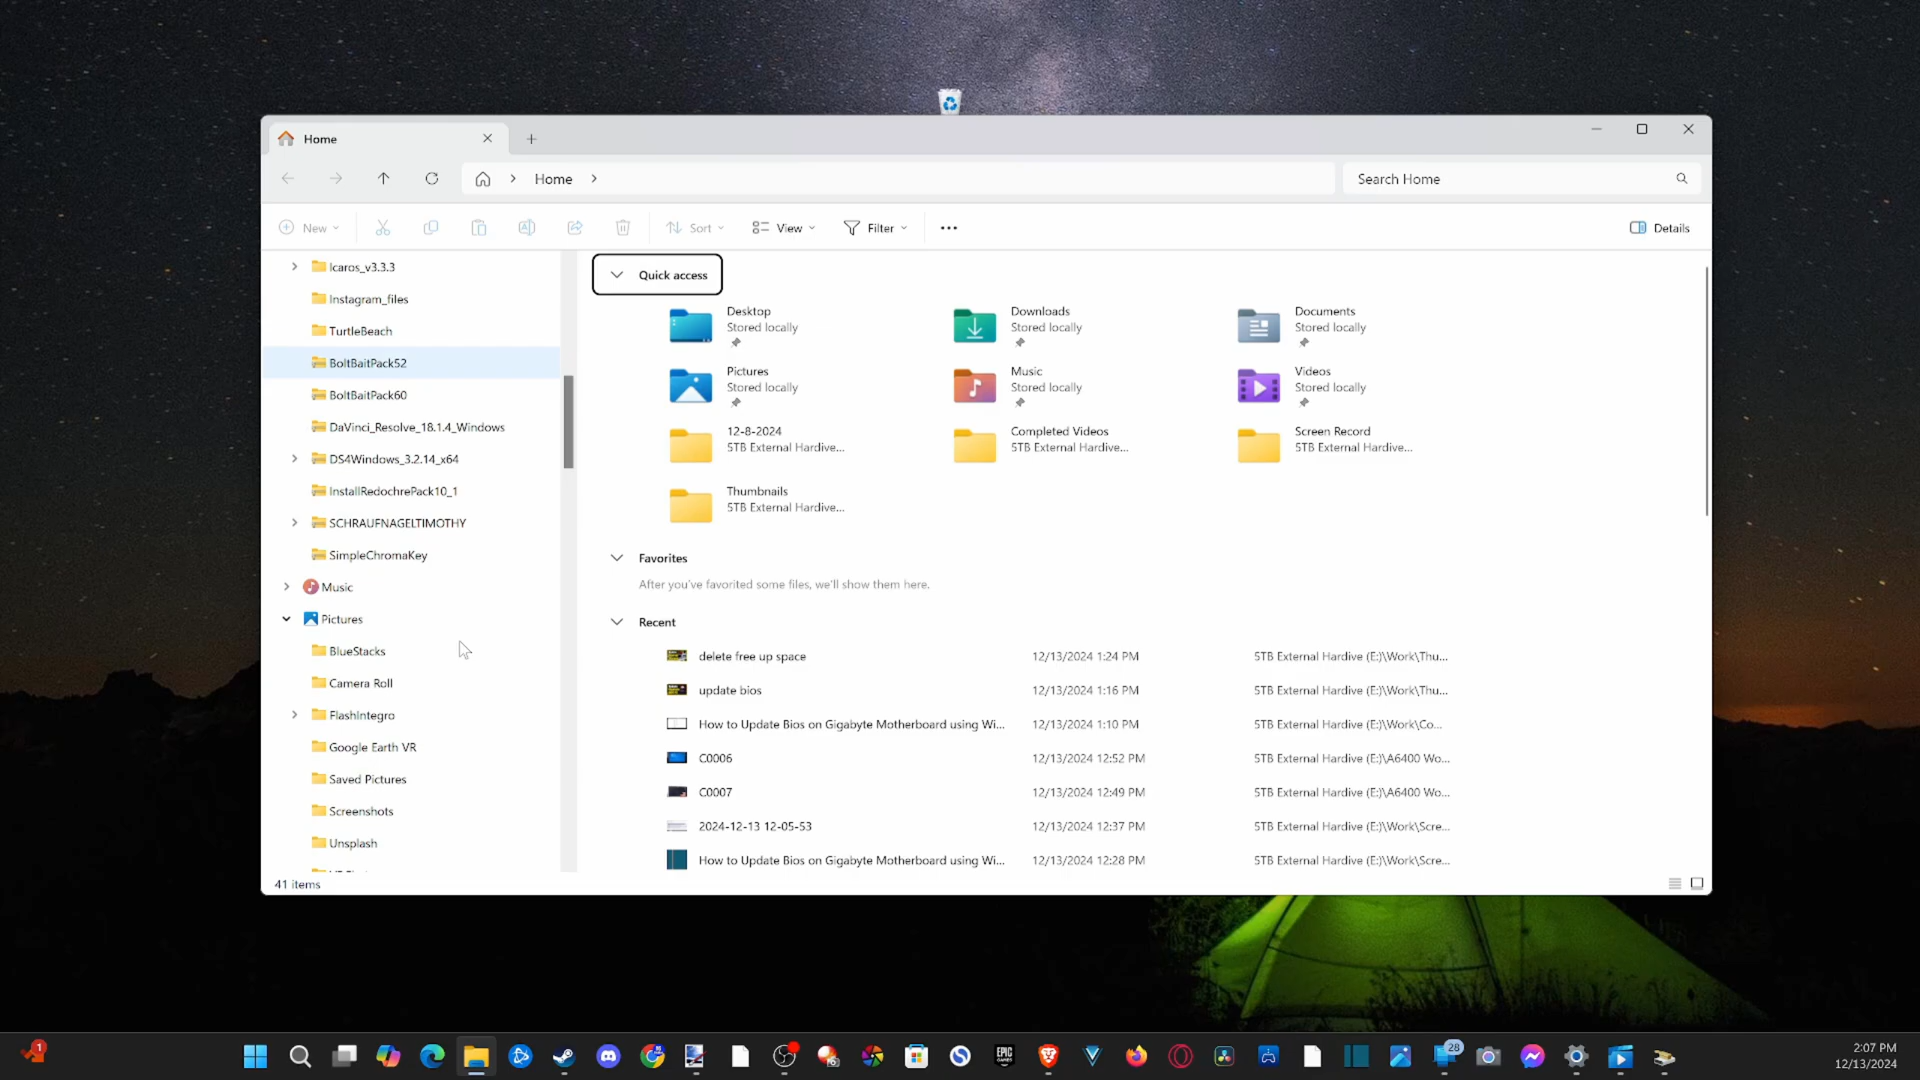 Home
Home
Search Home
New
Sort
View
Filter
Details
Icaros_v3.3.3
Instagram_files
TurtleBeach
BoltBaitPack52
BoltBaitPack60
DaVinci_Resolve_18.1.4_Windows
DS4Windows_3.2.14_x64
InstallRedochrePack10_1
SCHRAUFNAGELTIMOTHY
SimpleChromaKey
Music
Pictures
BlueStacks
Camera Roll
FlashIntegro
Google Earth VR
Saved Pictures
Screenshots
Unsplash
41 items
Quick access
Desktop
Stored locally
Downloads
Stored locally
Documents
Stored locally
Pictures
Stored locally
Music
Stored locally
Videos
Stored locally
12-8-2024
5TB External Hardive...
Completed Videos
5TB External Hardive...
Screen Record
5TB External Hardive...
Thumbnails
5TB External Hardive...
Favorites
After you've favorited some files, we'll show them here.
Recent
delete free up space 12/13/2024 1:24 PM 5TB External Hardive (E:)\Work\Thu...
update bios 12/13/2024 1:16 PM 5TB External Hardive (E:)\Work\Thu...
How to Update Bios on Gigabyte Motherboard using Wi... 12/13/2024 1:10 PM 5TB External Hardive (E:)\Work\Co...
C0006 12/13/2024 12:52 PM 5TB External Hardive (E:)\A6400 Wo...
C0007 12/13/2024 12:49 PM 5TB External Hardive (E:)\A6400 Wo...
2024-12-13 12-05-53 12/13/2024 12:37 PM 5TB External Hardive (E:)\Work\Scre...
How to Update Bios on Gigabyte Motherboard using Wi... 12/13/2024 12:28 PM 5TB External Hardive (E:)\Work\Scre...
1
EPIC
GAMES
28
2:07 PM
12/13/2024